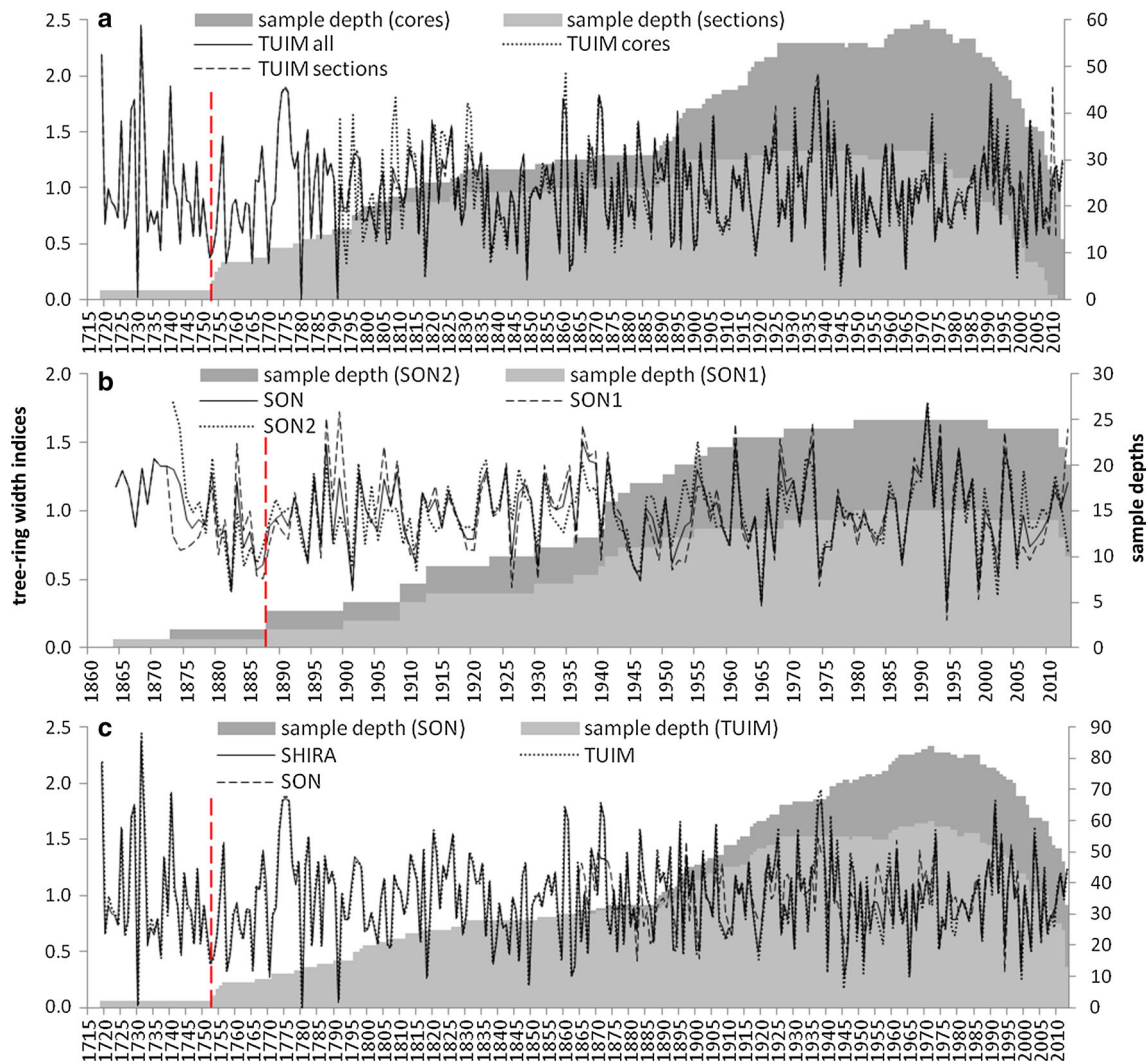 a
sample depth (cores)
sample depth (sections)
TUIM all
TUIM cores
TUIM sections
2.5
2.0
1.5
1.0
0.5
0.0
60
50
40
30
20
10
0
1715 1720 1725 1730 1735 1740 1745 1750 1755 1760 1765 1770 1775 1780 1785 1790 1795 1800 1805 1810 1815 1820 1825 1830 1835 1840 1845 1850 1855 1860 1865 1870 1875 1880 1885 1890 1895 1900 1905 1910 1915 1920 1925 1930 1935 1940 1945 1950 1955 1960 1965 1970 1975 1980 1985 1990 1995 2000 2005 2010
b
sample depth (SON2)
sample depth (SON1)
SON
SON1
SON2
tree-ring width indices
2.0
1.5
1.0
0.5
0.0
30
25
20
15
10
5
0
sample depths
1860 1865 1870 1875 1880 1885 1890 1895 1900 1905 1910 1915 1920 1925 1930 1935 1940 1945 1950 1955 1960 1965 1970 1975 1980 1985 1990 1995 2000 2005 2010
c
sample depth (SON)
sample depth (TUIM)
SHIRA
TUIM
SON
2.5
2.0
1.5
1.0
0.5
0.0
90
80
70
60
50
40
30
20
10
0
1715 1720 1725 1730 1735 1740 1745 1750 1755 1760 1765 1770 1775 1780 1785 1790 1795 1800 1805 1810 1815 1820 1825 1830 1835 1840 1845 1850 1855 1860 1865 1870 1875 1880 1885 1890 1895 1900 1905 1910 1915 1920 1925 1930 1935 1940 1945 1950 1955 1960 1965 1970 1975 1980 1985 1990 1995 2000 2005 2010